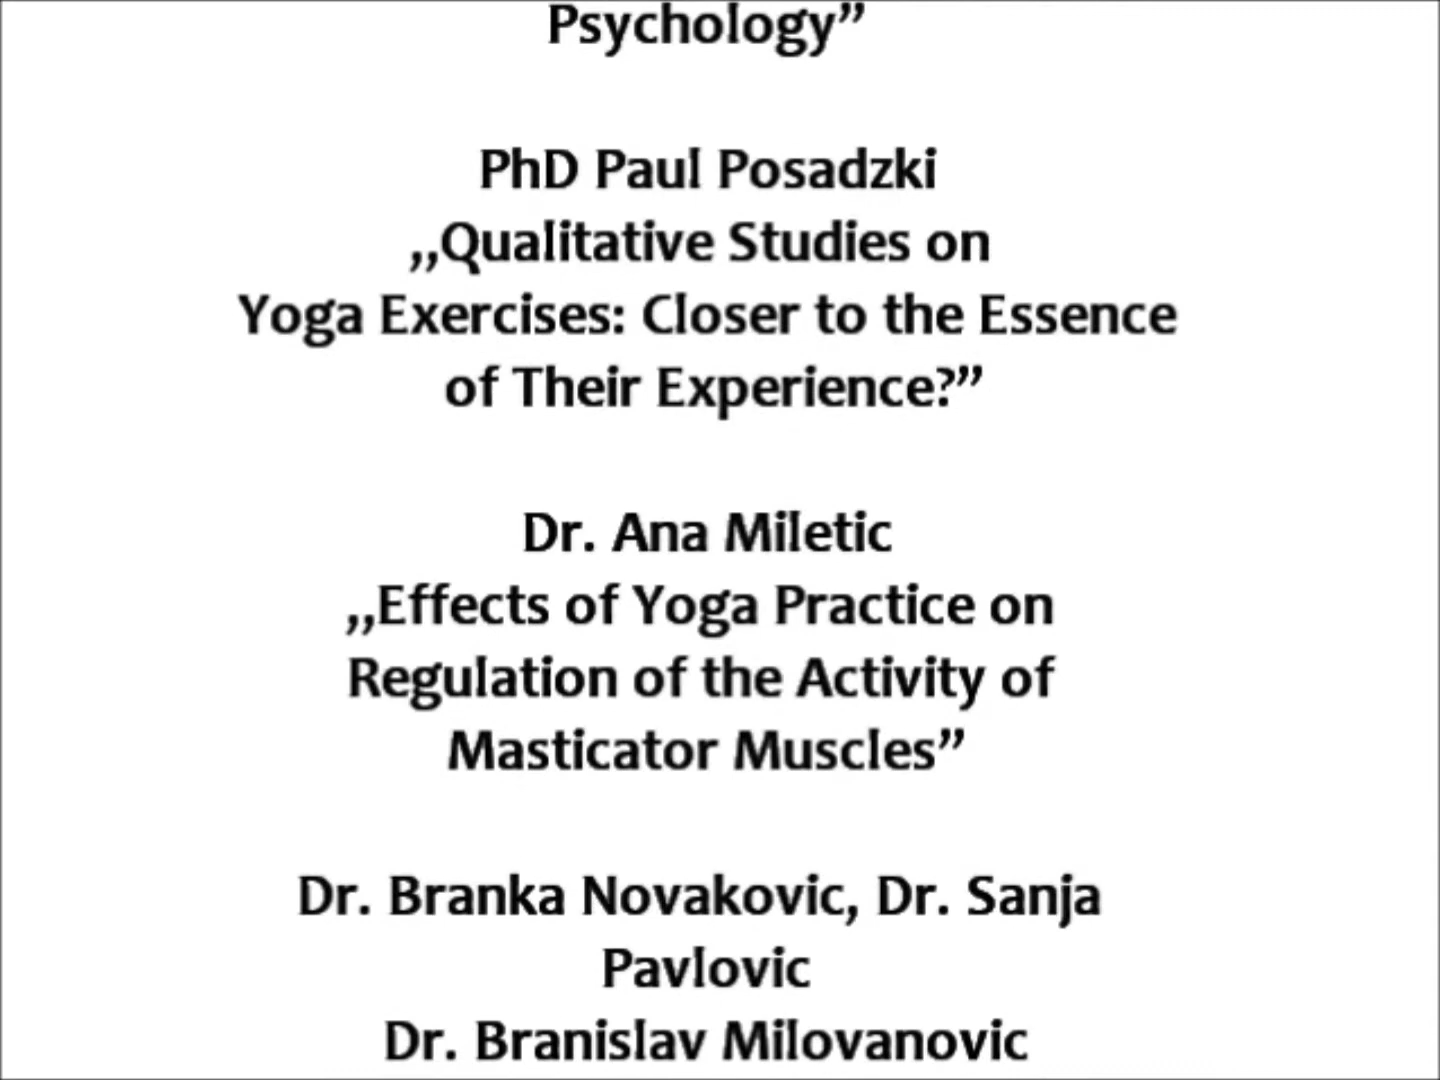 Psychology”
PhD Paul Posadzki
,,Qualitative Studies on
Yoga Exercises: Closer to the Essence
of Their Experience?”
Dr. Ana Miletic
,,Effects of Yoga Practice on
Regulation of the Activity of
Masticator Muscles”
Dr. Branka Novakovic, Dr. Sanja
Pavlovic
Dr. Branislav Milovanovic